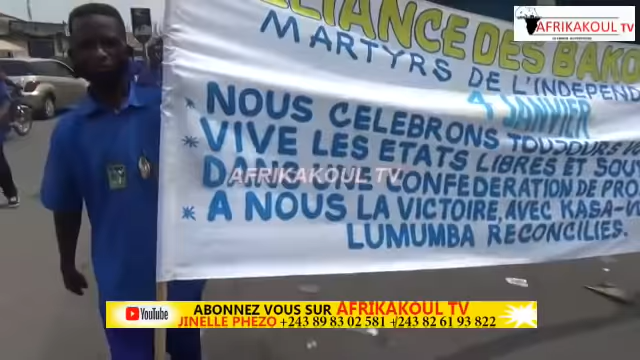 AFRIKAKOUL TV
ALLIANCE DES BAKO
MARTYRS DE L'INDEPEND
4 JANVIER
* NOUS CELEBRONS TOUJOURS
* VIVE LES ETATS LIBRES ET SOU
DANS UNE CONFEDERATION DE PRO
AFRIKAKOUL TV
* A NOUS LA VICTOIRE, AVEC KASA-V
LUMUMBA RECONCILIES.
YouTube
ABONNEZ VOUS SUR AFRIKAKOUL TV
JINELLE PHEZO +243 89 83 02 581 +243 82 61 93 822